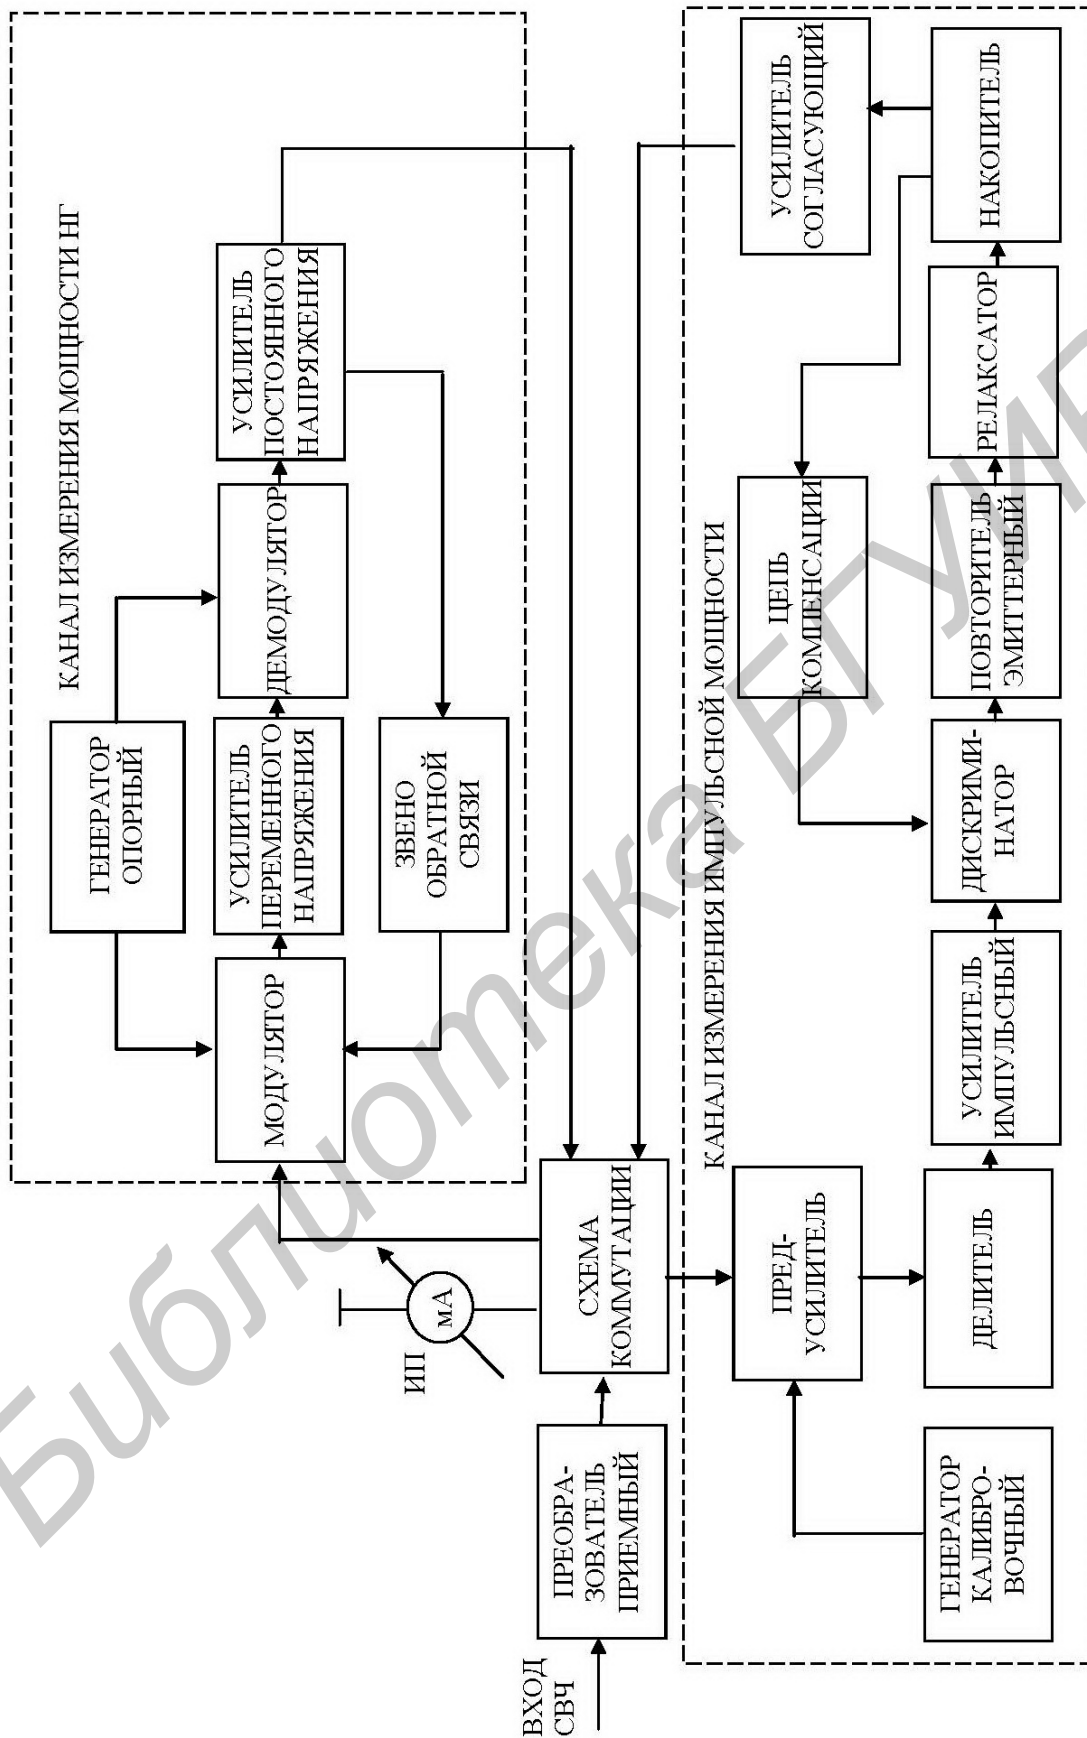 КАНАЛ ИЗМЕРЕНИЯ МОЩНОСТИ НГ
ГЕНЕРАТОР
ОПОРНЫЙ
МОДУЛЯТОР
УСИЛИТЕЛЬ
ПЕРЕМЕННОГО
НАПРЯЖЕНИЯ
ДЕМОДУЛЯТОР
УСИЛИТЕЛЬ
ПОСТОЯННОГО
НАПРЯЖЕНИЯ
ЗВЕНО
ОБРАТНОЙ
СВЯЗИ
ИП
мА
ВХОД
СВЧ
ПРЕОБРА-
ЗОВАТЕЛЬ
ПРИЕМНЫЙ
СХЕМА
КОММУТАЦИИ
КАНАЛ ИЗМЕРЕНИЯ ИМПУЛЬСНОЙ МОЩНОСТИ
ПРЕД-
УСИЛИТЕЛЬ
ЦЕПЬ
КОМПЕНСАЦИИ
УСИЛИТЕЛЬ
СОГЛАСУЮЩИЙ
ГЕНЕРАТОР
КАЛИБРО-
ВОЧНЫЙ
ДЕЛИТЕЛЬ
УСИЛИТЕЛЬ
ИМПУЛЬСНЫЙ
ДИСКРИМИ-
НАТОР
ПОВТОРИТЕЛЬ
ЭМИТТЕРНЫЙ
РЕЛАКСАТОР
НАКОПИТЕЛЬ
Библиотека БГУИР